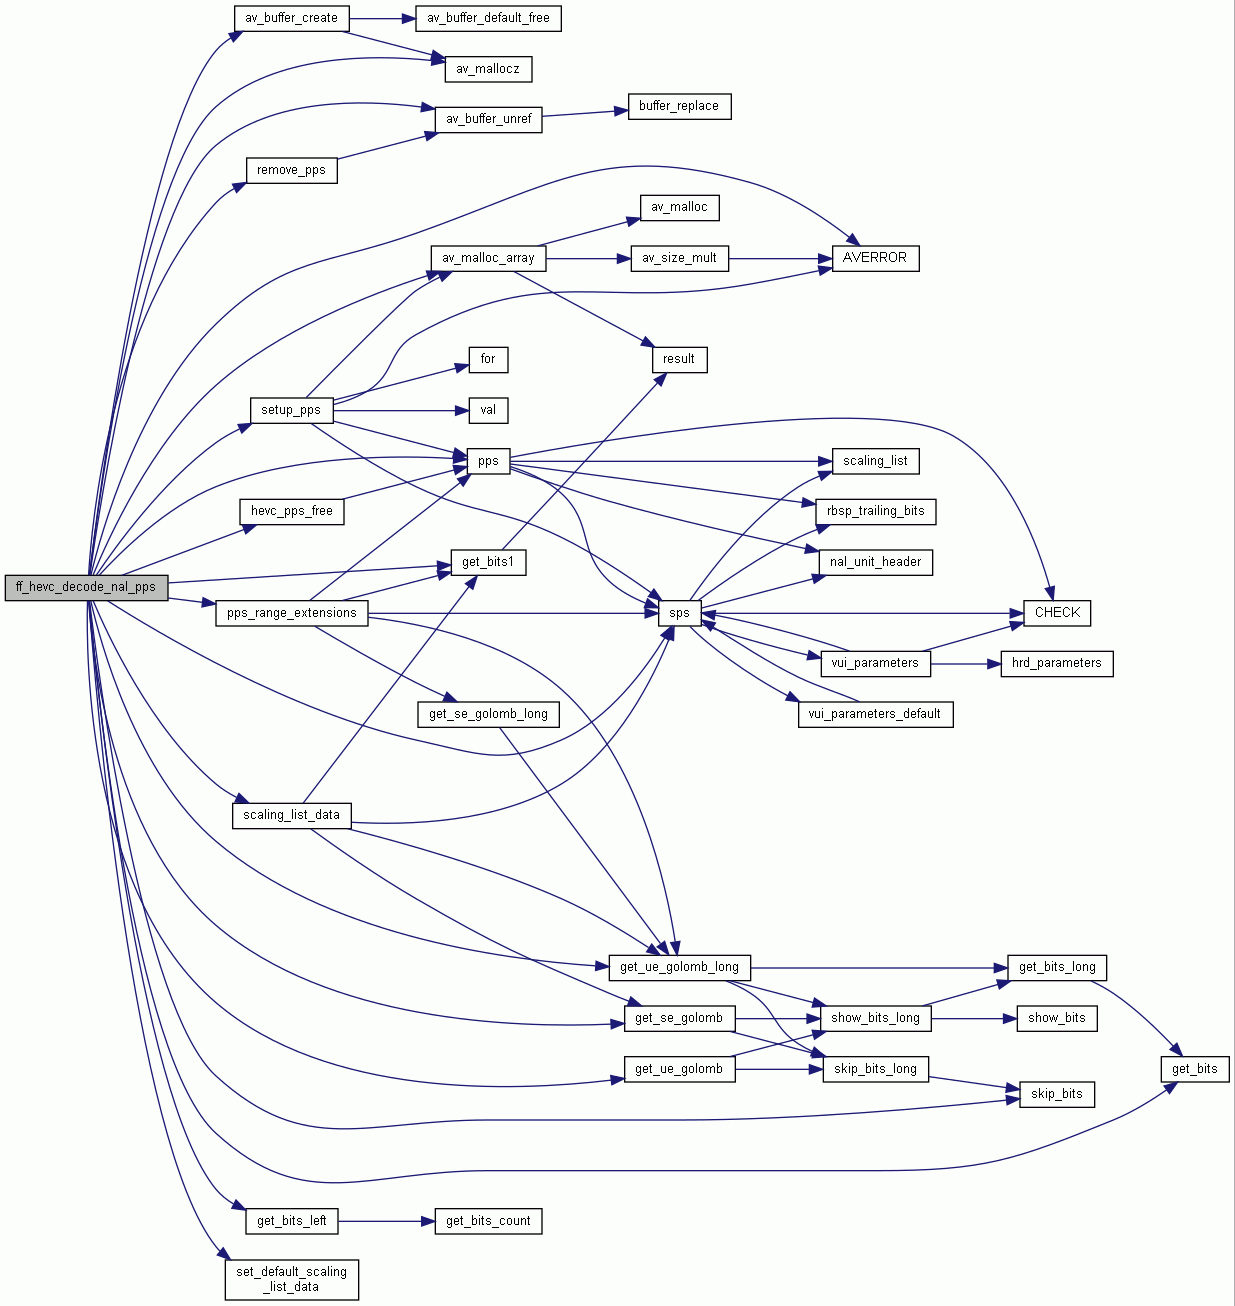 av_buffer_create
av_buffer_default_free
av_mallocz
buffer_replace
av_buffer_unref
remove_pps
av_malloc
av_malloc_array
av_size_mult
AVERROR
for
result
setup_pps
val
pps
scaling_list
hevc_pps_free
rbsp_trailing_bits
get_bits1
nal_unit_header
ff_hevc_decode_nal_pps
pps_range_extensions
sps
CHECK
vui_parameters
hrd_parameters
get_se_golomb_long
vui_parameters_default
scaling_list_data
get_ue_golomb_long
get_bits_long
get_se_golomb
show_bits_long
show_bits
get_ue_golomb
skip_bits_long
get_bits
skip_bits
get_bits_left
get_bits_count
set_default_scaling
_list_data